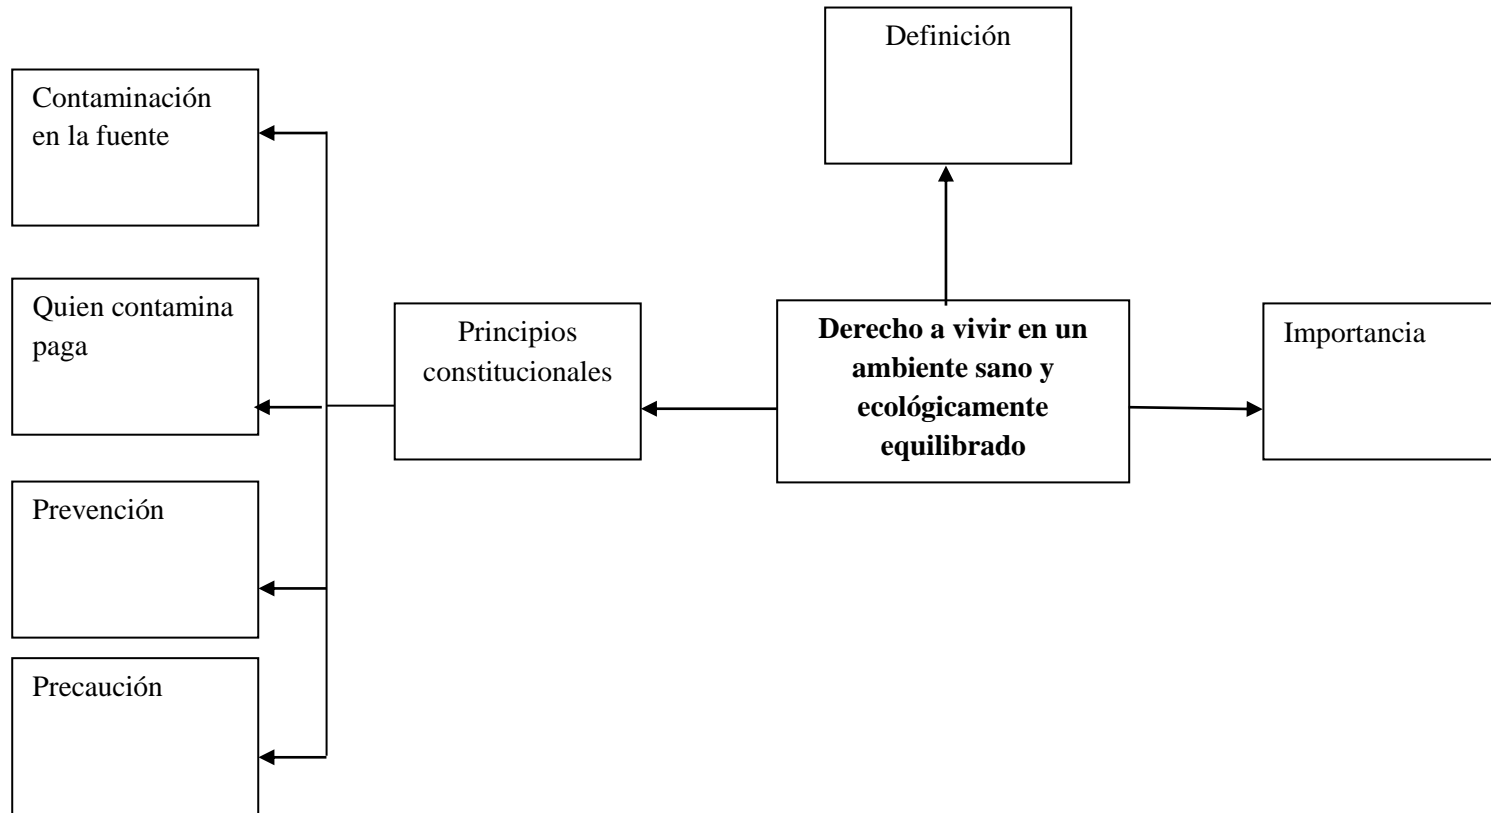 Definición
Contaminación
en la fuente
Quien contamina
paga
Principios
constitucionales
Derecho a vivir en un
ambiente sano y
ecológicamente
equilibrado
Importancia
Prevención
Precaución